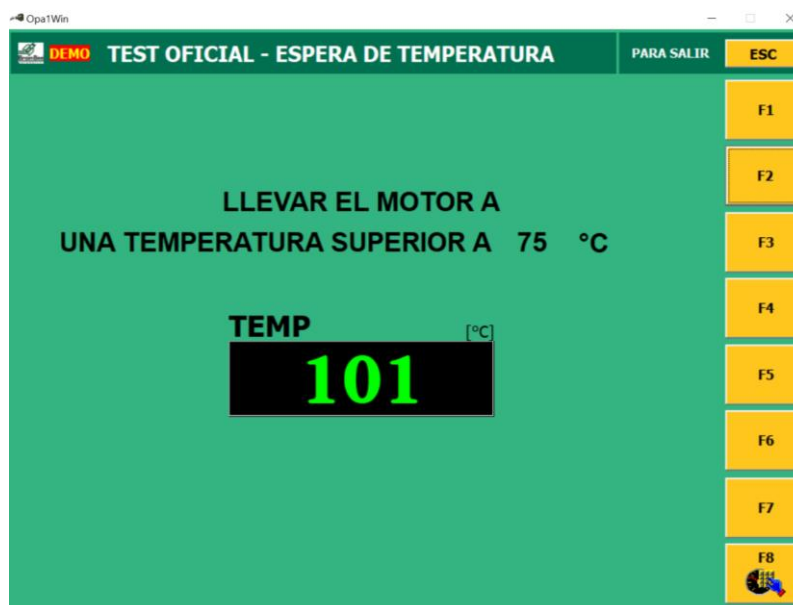 Opa1Win
DEMO TEST OFICIAL - ESPERA DE TEMPERATURA PARA SALIR ESC
F1
F2
LLEVAR EL MOTOR A
UNA TEMPERATURA SUPERIOR A 75 °C
F3
F4
TEMP [°C]
101
F5
F6
F7
F8